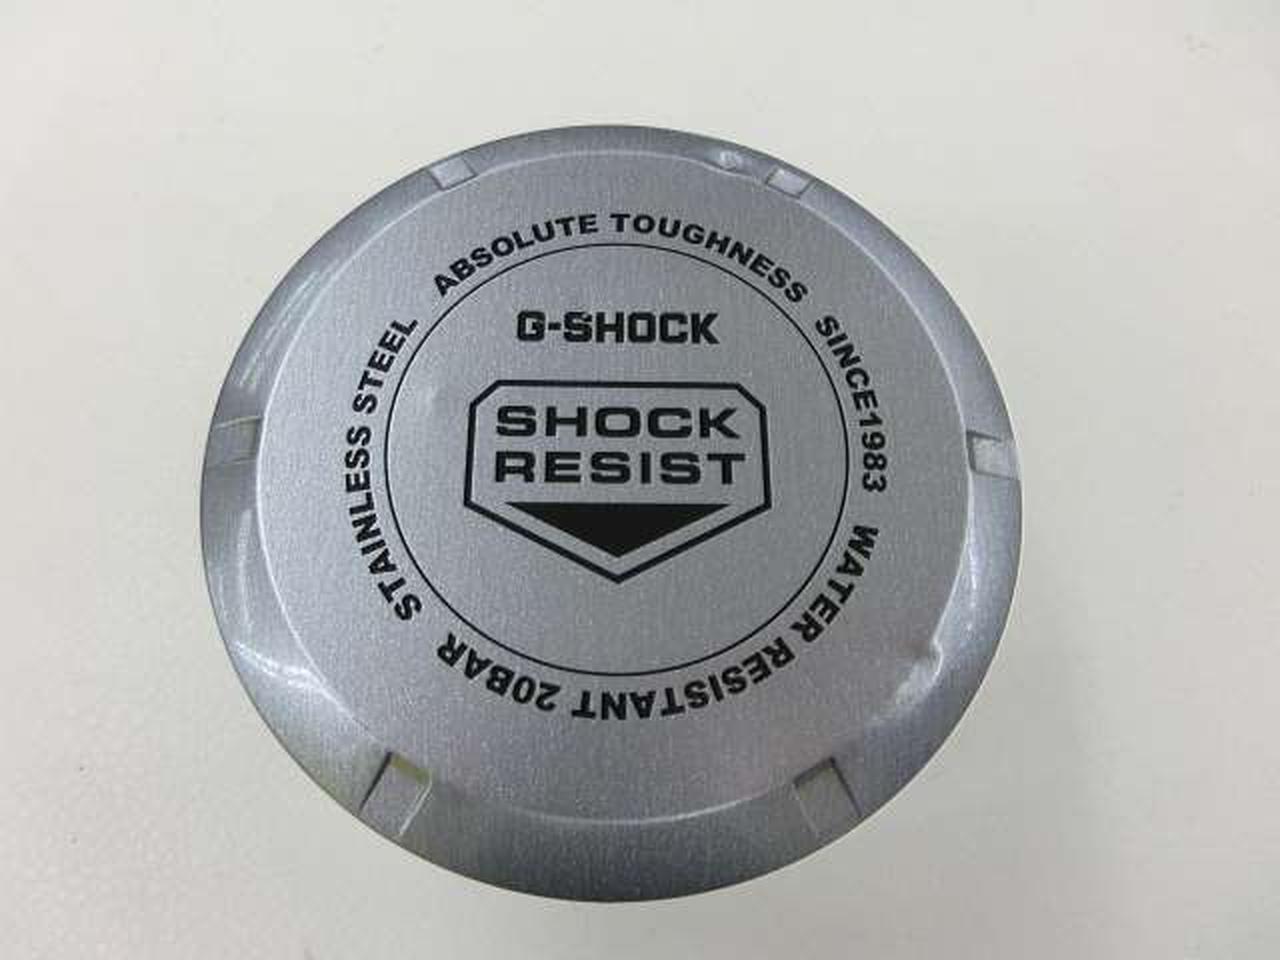 ABSOLUTE TOUGHNESS SINCE1983 WATER RESISTANT 20BAR STAINLESS STEEL
G-SHOCK
SHOCK
RESIST